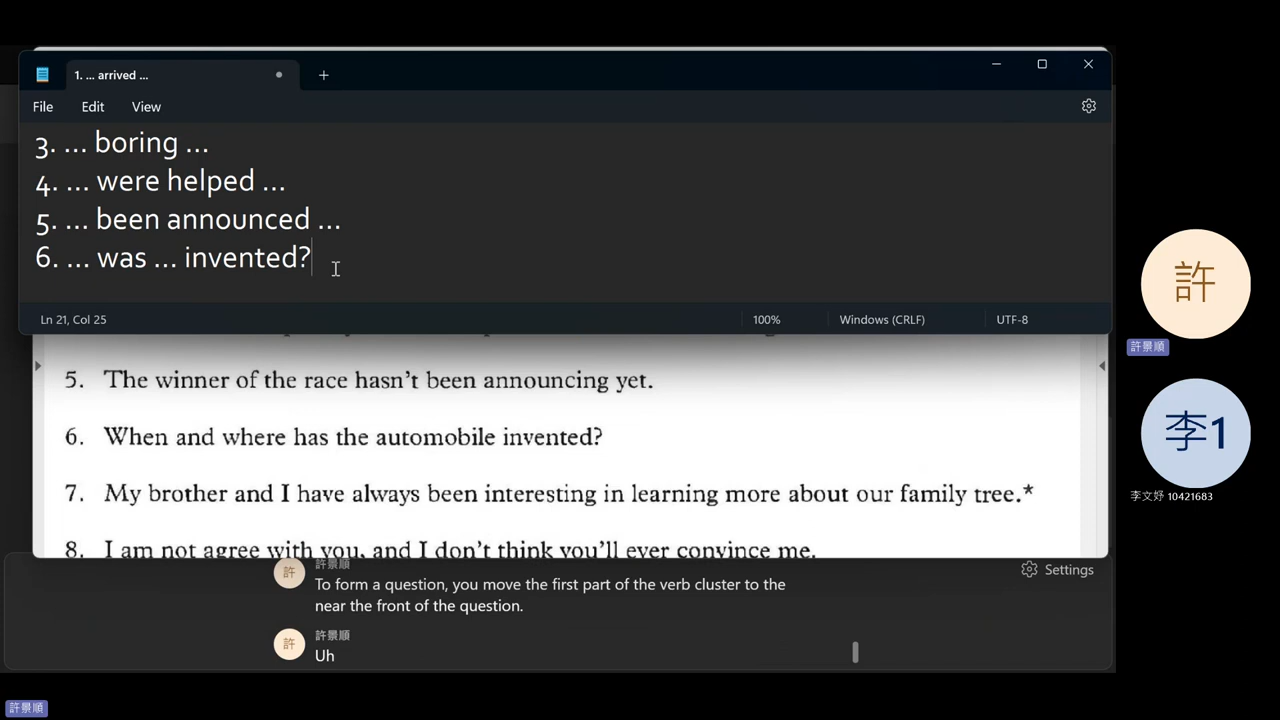 1. ... arrived ...
File Edit View
3. ... boring ...
4. ... were helped ...
5. ... been announced ...
6. ... was ... invented?
Ln 21, Col 25 100% Windows (CRLF) UTF-8
5. The winner of the race hasn't been announcing yet.
6. When and where has the automobile invented?
7. My brother and I have always been interesting in learning more about our family tree.*
8. I am not agree with you, and I don't think you'll ever convince me.
Settings
許 許景順
To form a question, you move the first part of the verb cluster to the
near the front of the question.
許 許景順
Uh
許
許景順
李1
李文妤 10421683
許景順